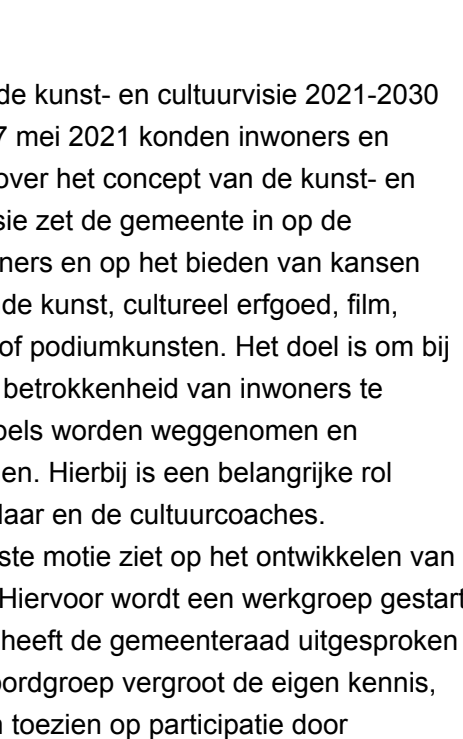 de kunst- en cultuurvisie 2021-2030
7 mei 2021 konden inwoners en
over het concept van de kunst- en
sie zet de gemeente in op de
ners en op het bieden van kansen
de kunst, cultureel erfgoed, film,
of podiumkunsten. Het doel is om bij
betrokkenheid van inwoners te
pels worden weggenomen en
en. Hierbij is een belangrijke rol
laar en de cultuurcoaches.
ste motie ziet op het ontwikkelen van
Hiervoor wordt een werkgroep gestart
heeft de gemeenteraad uitgesproken
oordgroep vergroot de eigen kennis,
toezien op participatie door